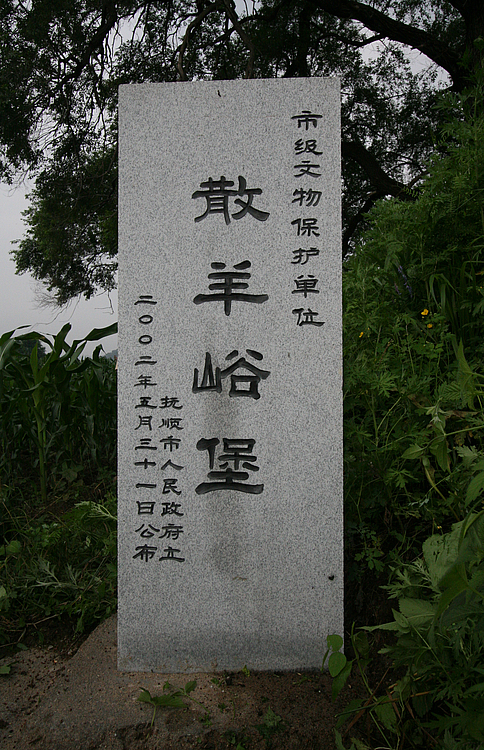 市级文物保护单位
散羊峪堡
抚顺市人民政府立
二〇〇二年五月三十一日公布